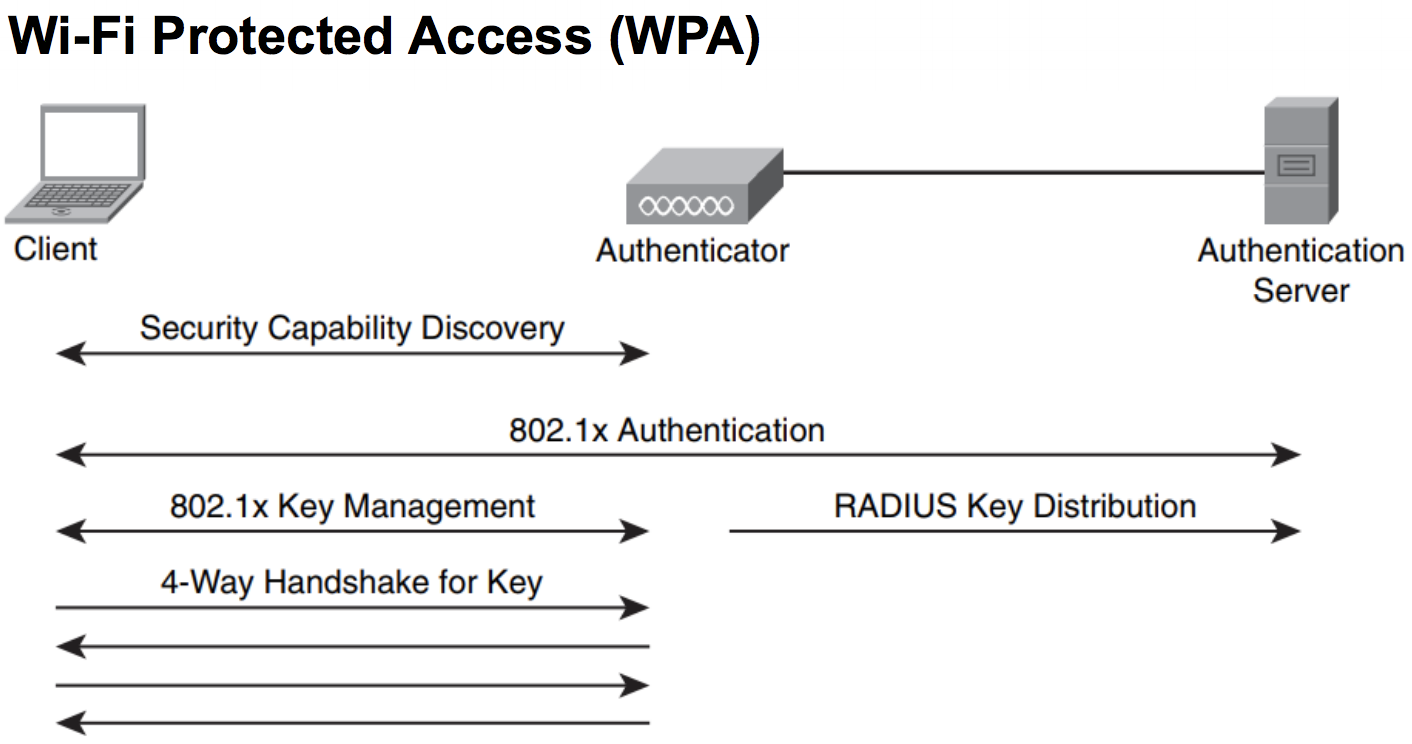 Wi-Fi Protected Access (WPA)
Client
Authenticator
Authentication
Server
Security Capability Discovery
802.1x Authentication
802.1x Key Management
RADIUS Key Distribution
4-Way Handshake for Key